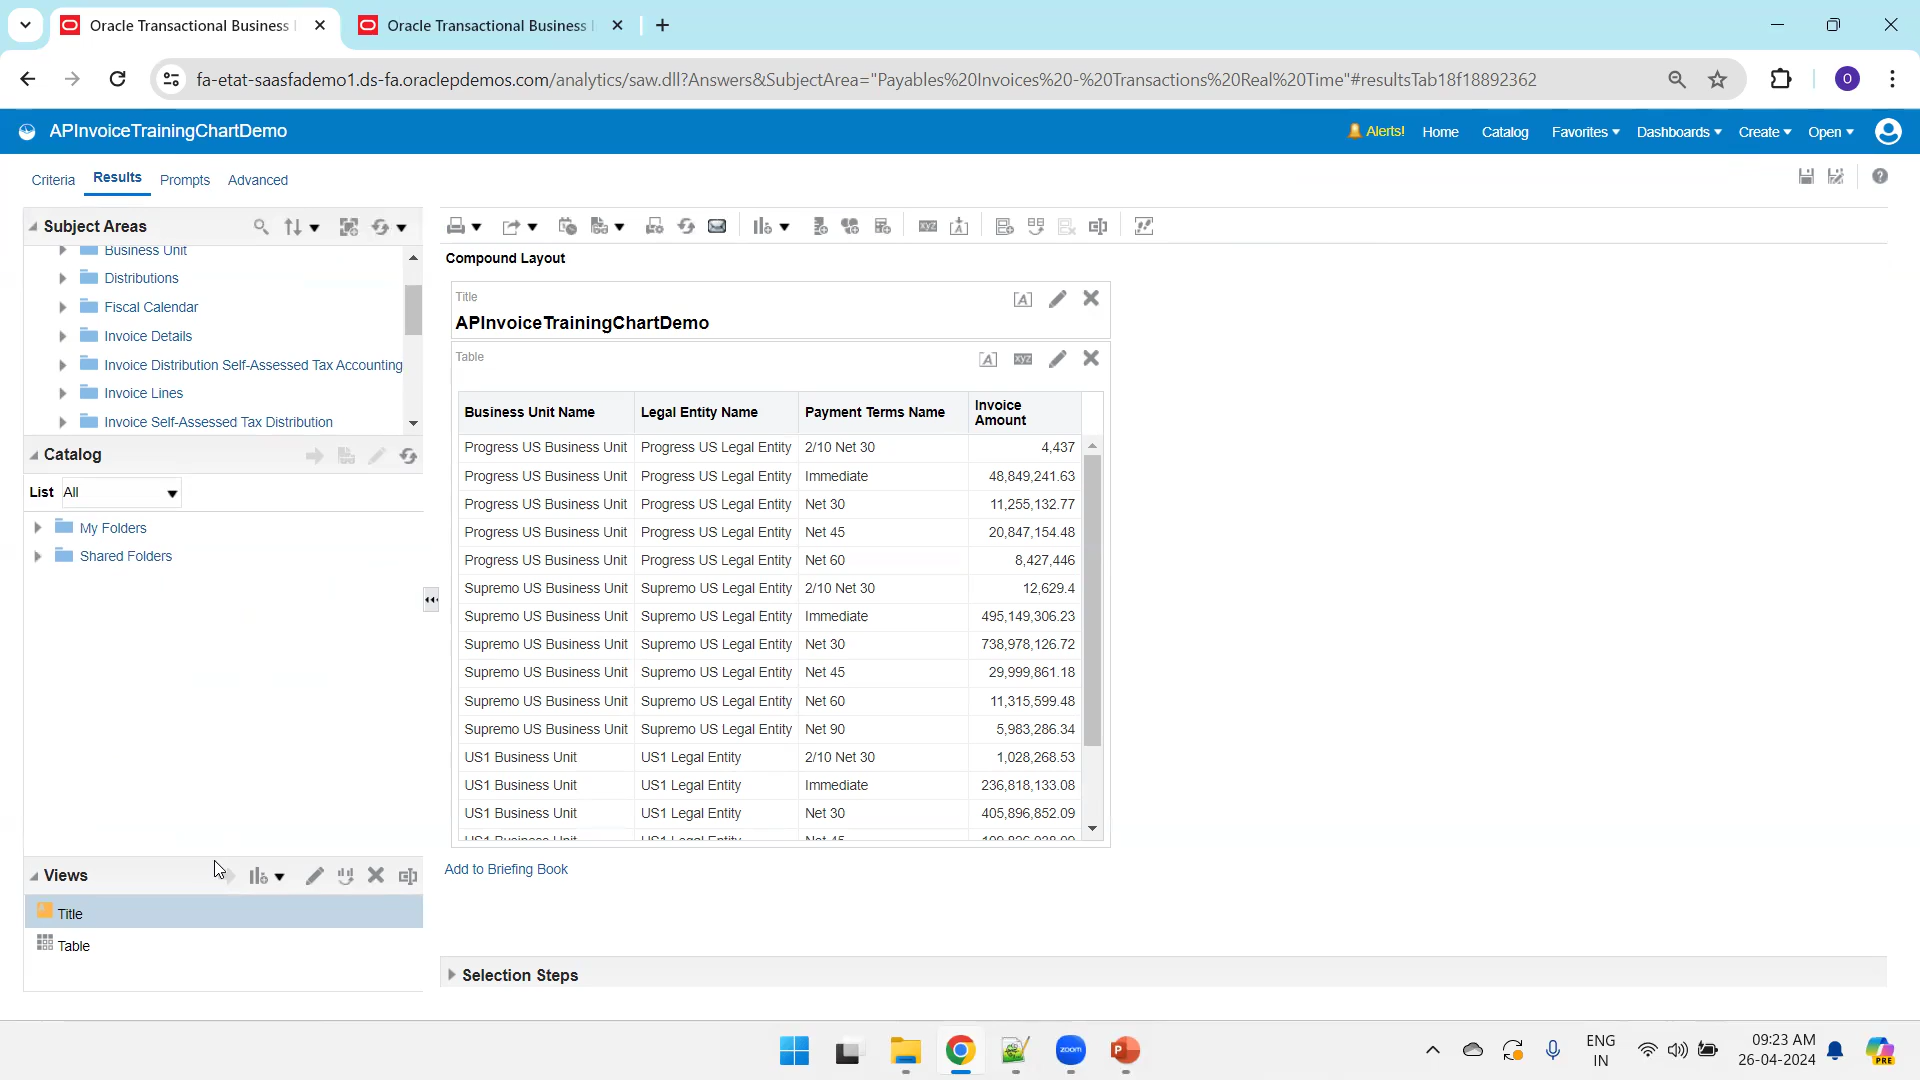 Oracle Transactional Business I
Oracle Transactional Business
fa-etat-saasfademo1.ds-fa.oraclepdemos.com/analytics/saw.dll?Answers&SubjectArea="Payables%20Invoices%20-%20Transactions%20Real%20Time"#resultsTab18f18892362
O
APInvoiceTrainingChartDemo
Alerts!
Home
Catalog
Favorites
Dashboards
Create
Open
Criteria
Results
Prompts
Advanced
Subject Areas
Business Unit
Distributions
Fiscal Calendar
Invoice Details
Invoice Distribution Self-Assessed Tax Accounting
Invoice Lines
Invoice Self-Assessed Tax Distribution
Catalog
List All
My Folders
Shared Folders
Views
Title
Table
Compound Layout
Title
APInvoiceTrainingChartDemo
Table
xyz
Business Unit Name Legal Entity Name Payment Terms Name Invoice Amount
Progress US Business Unit Progress US Legal Entity 2/10 Net 30 4,437
Progress US Business Unit Progress US Legal Entity Immediate 48,849,241.63
Progress US Business Unit Progress US Legal Entity Net 30 11,255,132.77
Progress US Business Unit Progress US Legal Entity Net 45 20,847,154.48
Progress US Business Unit Progress US Legal Entity Net 60 8,427,446
Supremo US Business Unit Supremo US Legal Entity 2/10 Net 30 12,629.4
Supremo US Business Unit Supremo US Legal Entity Immediate 495,149,306.23
Supremo US Business Unit Supremo US Legal Entity Net 30 738,978,126.72
Supremo US Business Unit Supremo US Legal Entity Net 45 29,999,861.18
Supremo US Business Unit Supremo US Legal Entity Net 60 11,315,599.48
Supremo US Business Unit Supremo US Legal Entity Net 90 5,983,286.34
US1 Business Unit US1 Legal Entity 2/10 Net 30 1,028,268.53
US1 Business Unit US1 Legal Entity Immediate 236,818,133.08
US1 Business Unit US1 Legal Entity Net 30 405,896,852.09
US1 Business Unit US1 Legal Entity Net 45
Add to Briefing Book
Selection Steps
zoom
ENG
IN
09:23 AM
26-04-2024
PRE